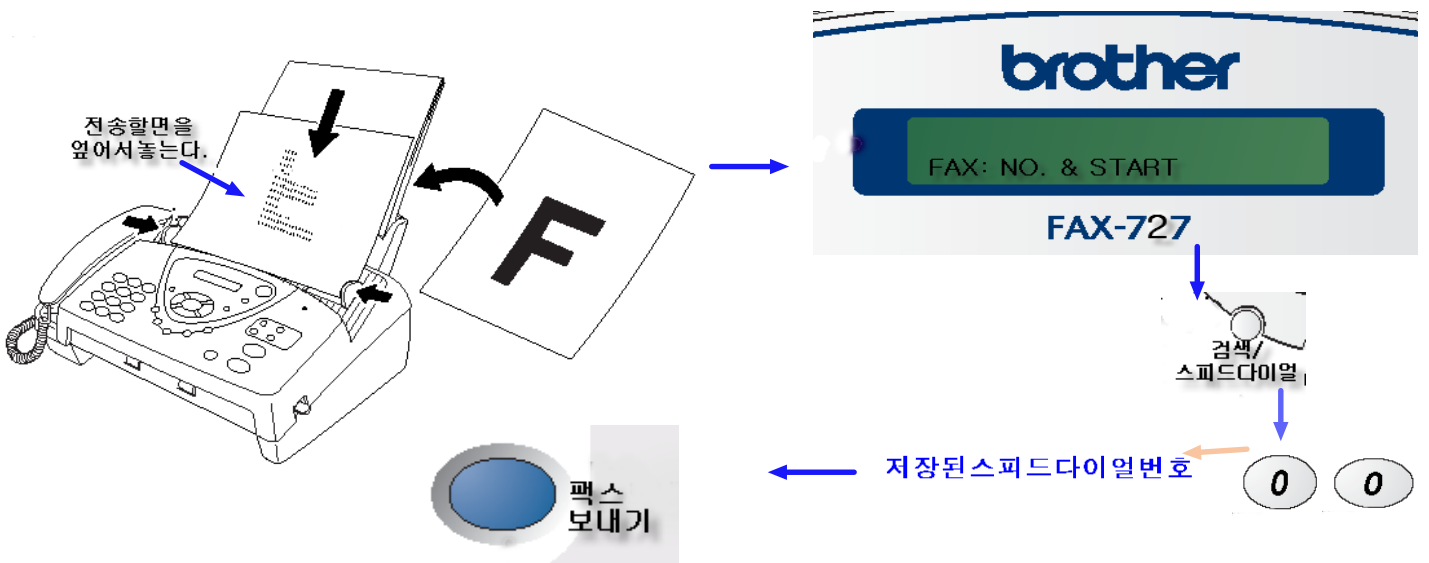 전송할면을
엎어서놓는다.
F
brother
FAX: NO. & START
FAX-727
검색/
스피드다이얼
저장된스피드다이얼번호
0 0
팩스
보내기